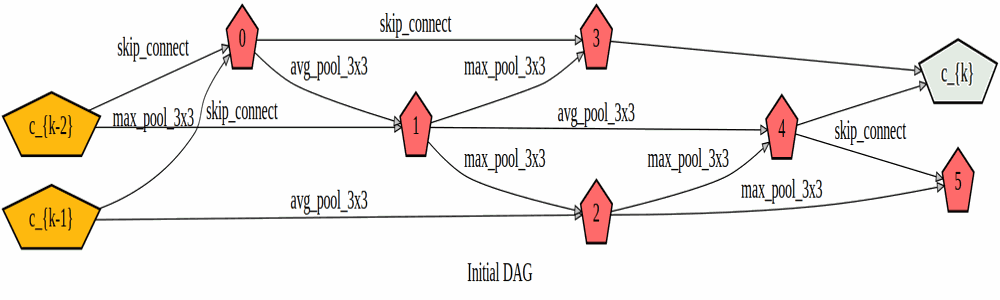 skip_connect
0
skip_connect
3
avg_pool_3x3
max_pool_3x3
c_{k}
c_{k-2}
max_pool_3x3
skip_connect
1
avg_pool_3x3
4
skip_connect
max_pool_3x3
max_pool_3x3
max_pool_3x3
5
c_{k-1}
avg_pool_3x3
2
Initial DAG